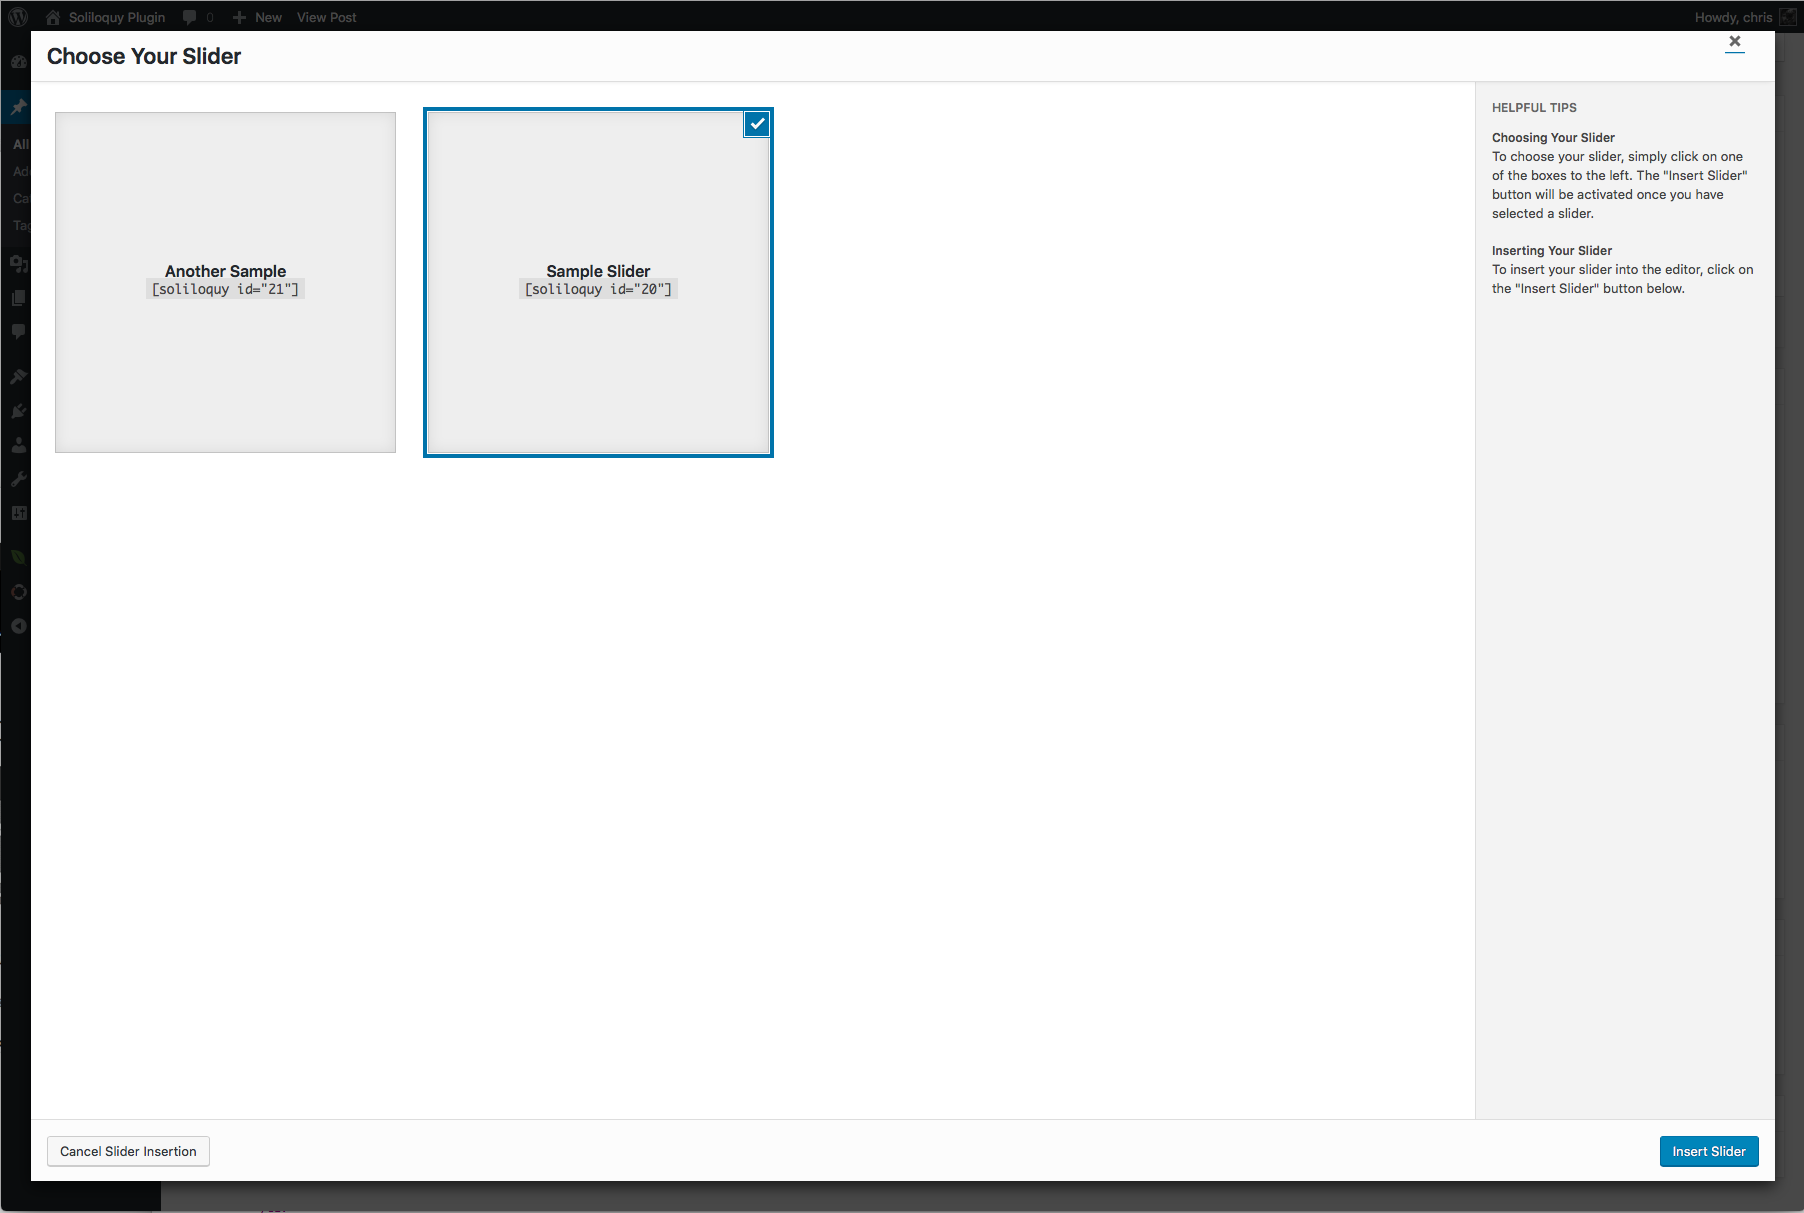 Soliloquy Plugin 0 New View Post Howdy, chris
Choose Your Slider
All
Another Sample
[soliloquy id="21"]
Sample Slider
[soliloquy id="20"]
HELPFUL TIPS
Choosing Your Slider
To choose your slider, simply click on one
of the boxes to the left. The "Insert Slider"
button will be activated once you have
selected a slider.
Inserting Your Slider
To insert your slider into the editor, click on
the "Insert Slider" button below.
Cancel Slider Insertion
Insert Slider